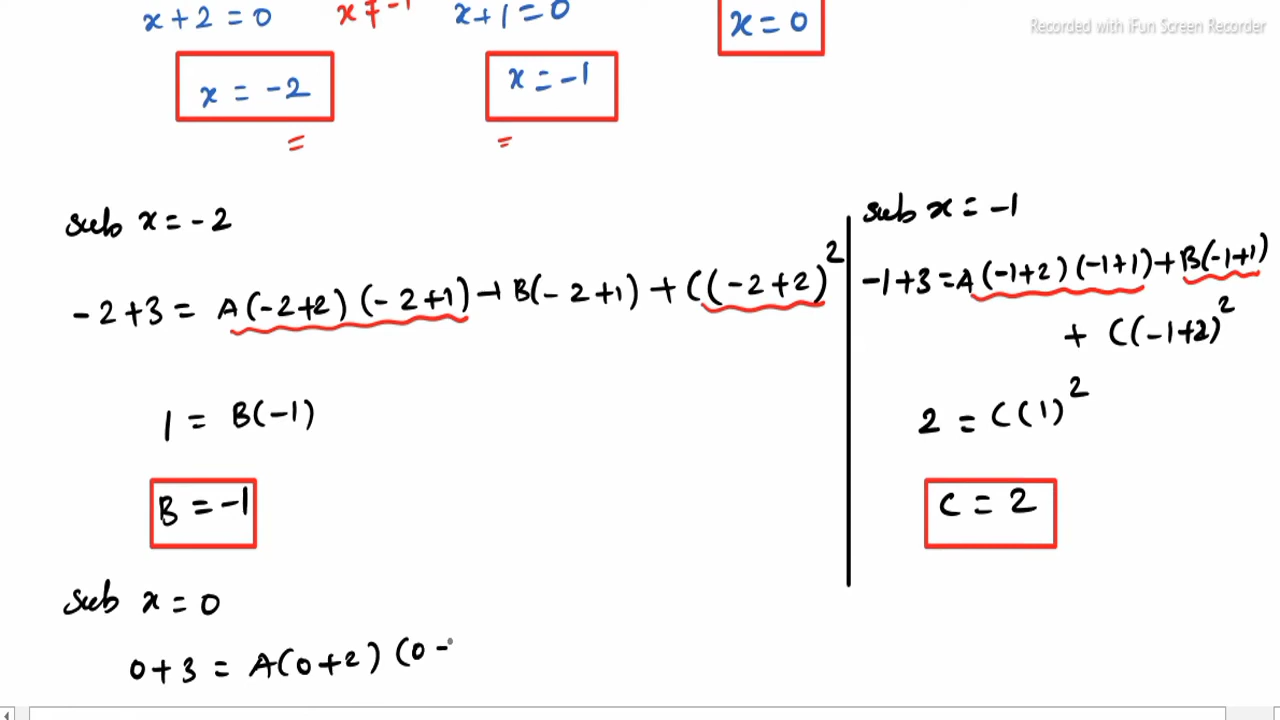 x + 2 = 0
x ≠ -1
x + 1 = 0
x = 0
Recorded with iFun Screen Recorder
x = -2
x = -1
=
=
sub x = -2
-2+3 = A(-2+2)(-2+1) + B(-2+1) + C((-2+2)²
1 = B(-1)
B = -1
sub x = -1
-1+3 = A(-1+2)(-1+1) + B(-1+1)
+ C(-1+2)²
2 = C(1)²
C = 2
sub x = 0
0+3 = A(0+2)(0-